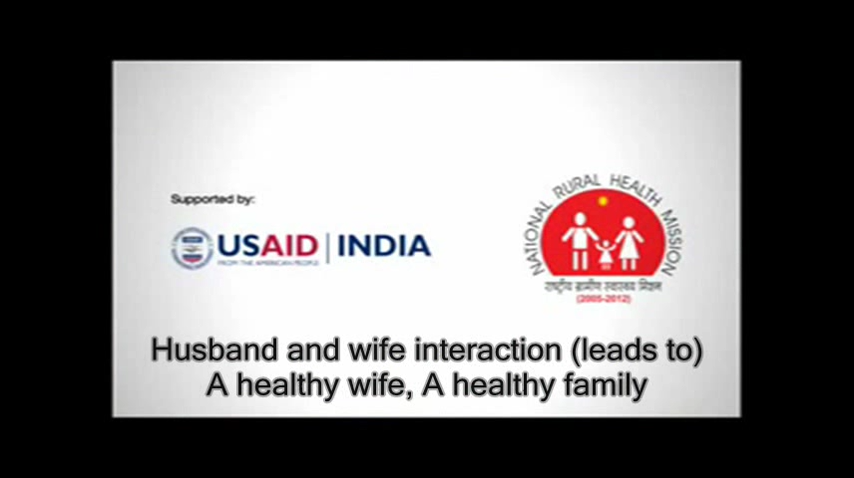 Supported by:
USAID | INDIA
FROM THE AMERICAN PEOPLE
NATIONAL RURAL HEALTH MISSION
राष्ट्रीय ग्रामीण स्वास्थ्य मिशन
(2005-2012)
Husband and wife interaction (leads to)
A healthy wife, A healthy family